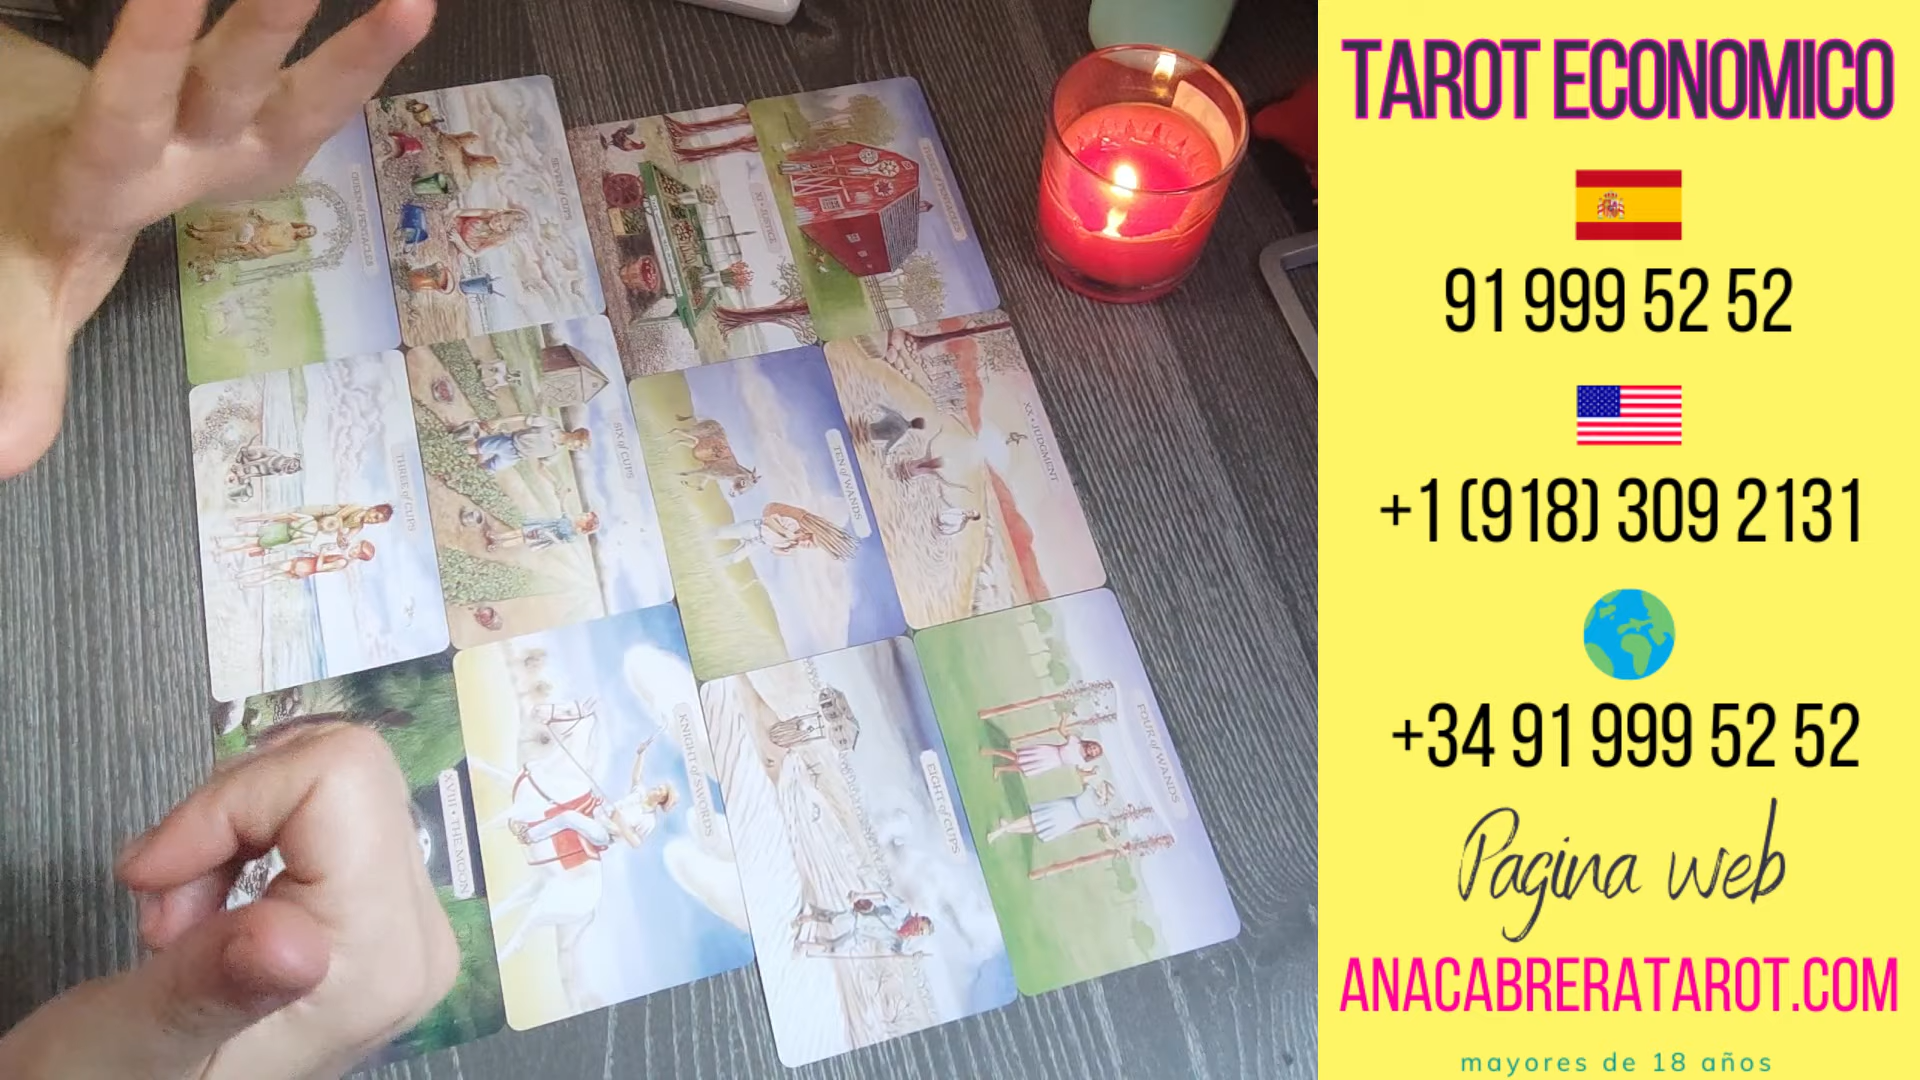 QUEEN of PENTACLES
SEVEN of CUPS
XI • JUSTICE
THREE of CUPS
SIX of CUPS
TEN of WANDS
XX • JUDGMENT
XVIII • THE MOON
KNIGHT of SWORDS
EIGHT of CUPS
FOUR of WANDS
TAROT ECONOMICO
91 999 52 52
+1 (918) 309 2131
+34 91 999 52 52
Pagina web
ANACABRERATAROT.COM
mayores de 18 años